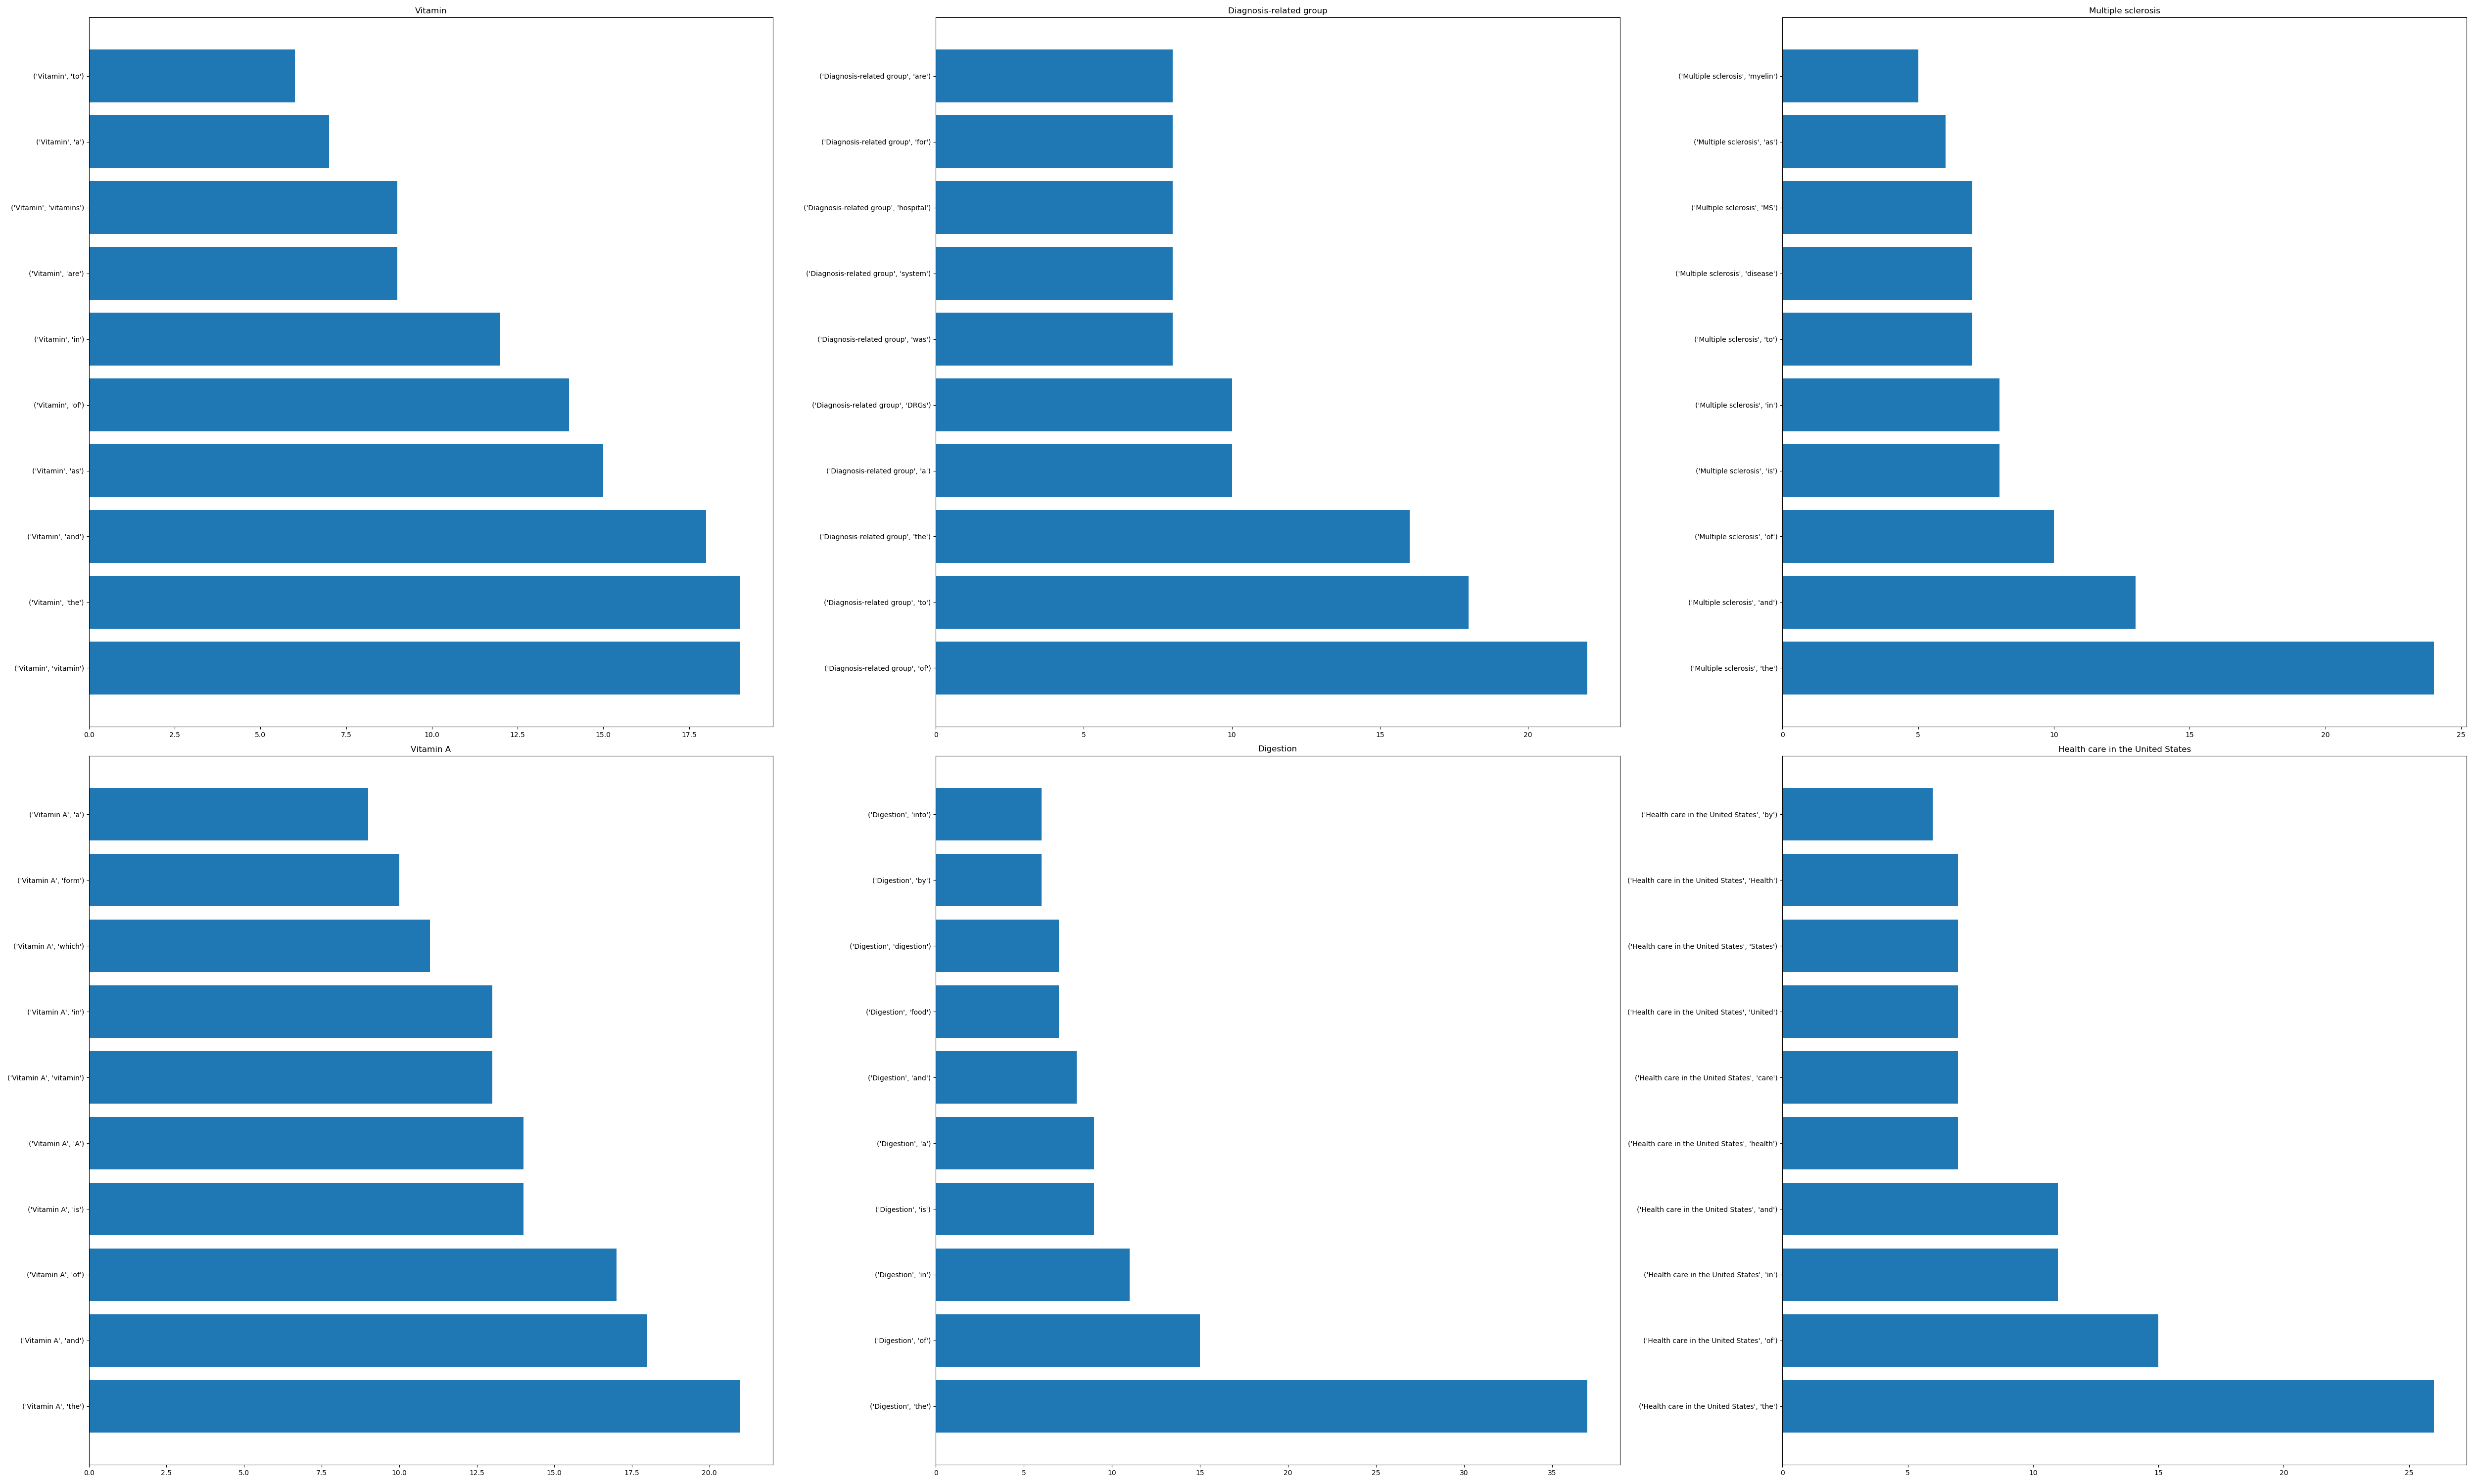 Vitamin
('Vitamin', 'to')
('Vitamin', 'a')
('Vitamin', 'vitamins')
('Vitamin', 'are')
('Vitamin', 'in')
('Vitamin', 'of')
('Vitamin', 'as')
('Vitamin', 'and')
('Vitamin', 'the')
('Vitamin', 'vitamin')
0.0 2.5 5.0 7.5 10.0 12.5 15.0 17.5
Diagnosis-related group
('Diagnosis-related group', 'are')
('Diagnosis-related group', 'for')
('Diagnosis-related group', 'hospital')
('Diagnosis-related group', 'system')
('Diagnosis-related group', 'was')
('Diagnosis-related group', 'DRGs')
('Diagnosis-related group', 'a')
('Diagnosis-related group', 'the')
('Diagnosis-related group', 'to')
('Diagnosis-related group', 'of')
0 5 10 15 20
Multiple sclerosis
('Multiple sclerosis', 'myelin')
('Multiple sclerosis', 'as')
('Multiple sclerosis', 'MS')
('Multiple sclerosis', 'disease')
('Multiple sclerosis', 'to')
('Multiple sclerosis', 'in')
('Multiple sclerosis', 'is')
('Multiple sclerosis', 'of')
('Multiple sclerosis', 'and')
('Multiple sclerosis', 'the')
0 5 10 15 20 25
Vitamin A
('Vitamin A', 'a')
('Vitamin A', 'form')
('Vitamin A', 'which')
('Vitamin A', 'in')
('Vitamin A', 'vitamin')
('Vitamin A', 'A')
('Vitamin A', 'is')
('Vitamin A', 'of')
('Vitamin A', 'and')
('Vitamin A', 'the')
0.0 2.5 5.0 7.5 10.0 12.5 15.0 17.5 20.0
Digestion
('Digestion', 'into')
('Digestion', 'by')
('Digestion', 'digestion')
('Digestion', 'food')
('Digestion', 'and')
('Digestion', 'a')
('Digestion', 'is')
('Digestion', 'in')
('Digestion', 'of')
('Digestion', 'the')
0 5 10 15 20 25 30 35
Health care in the United States
('Health care in the United States', 'by')
('Health care in the United States', 'Health')
('Health care in the United States', 'States')
('Health care in the United States', 'United')
('Health care in the United States', 'care')
('Health care in the United States', 'health')
('Health care in the United States', 'and')
('Health care in the United States', 'in')
('Health care in the United States', 'of')
('Health care in the United States', 'the')
0 5 10 15 20 25